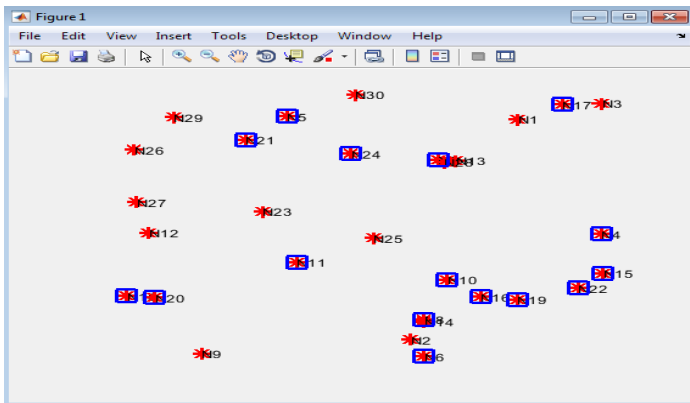 Figure 1
File Edit View Insert Tools Desktop Window Help
N30
N17
N3
N29
N5
N1
N21
N26
N24
N13
N27
N23
N12
N25
N4
N11
N15
N10
N22
N20
N16
N19
N8
N14
N2
N9
N6